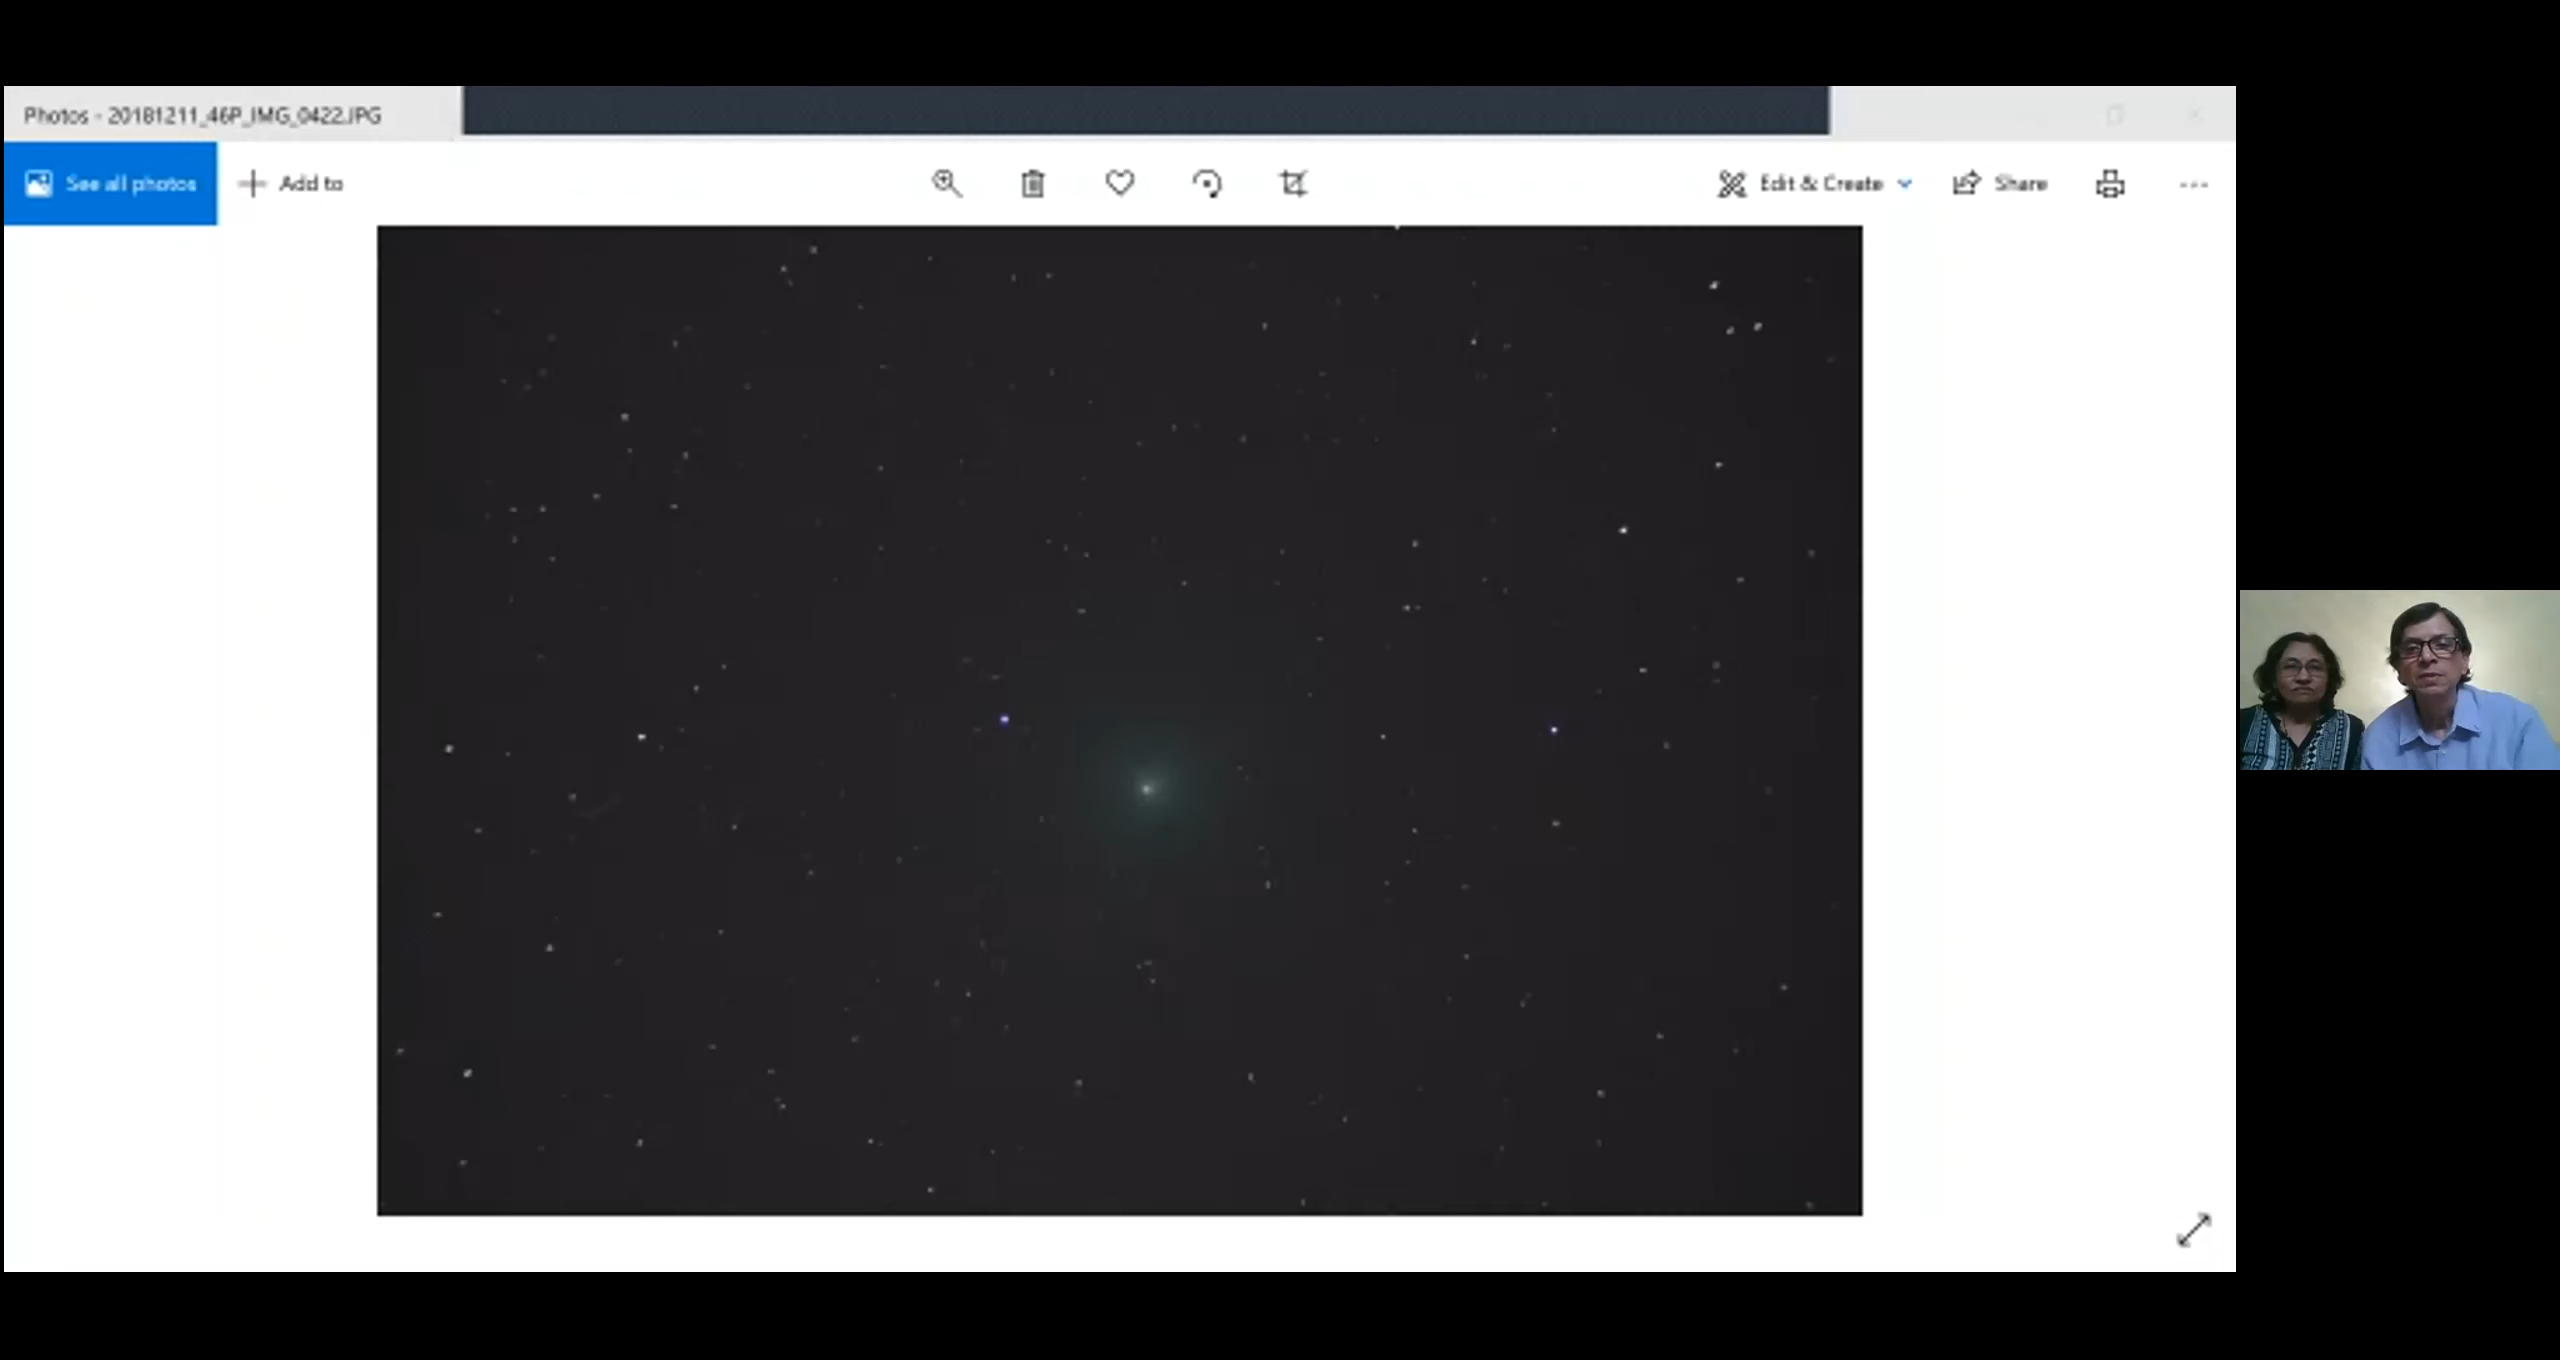 Photos - 20181211_46P_IMG_0422.JPG
See all photos
Add to
Edit & Create
Share